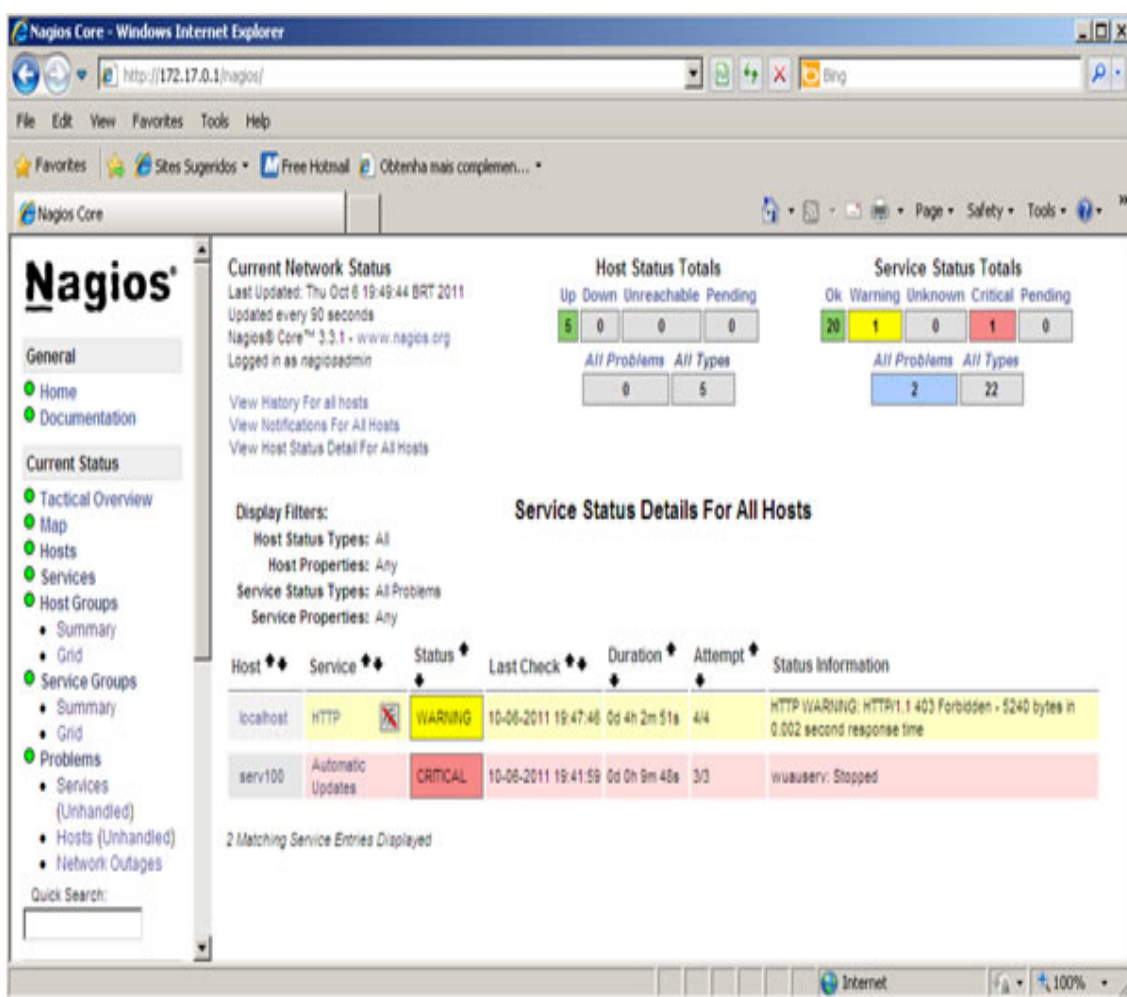 Nagios Core - Windows Internet Explorer
http://172.17.0.1/nagios/
Bing
File Edit View Favorites Tools Help
Favorites Sites Sugeridos Free Hotmail Obtenha mais complemen...
Nagios Core
Page Safety Tools
Nagios®
General
Home
Documentation
Current Status
Tactical Overview
Map
Hosts
Services
Host Groups
Summary
Grid
Service Groups
Summary
Grid
Problems
Services
(Unhandled)
Hosts (Unhandled)
Network Outages
Quick Search:
Current Network Status
Last Updated: Thu Oct 6 19:49:44 BRT 2011
Updated every 90 seconds
Nagios® Core™ 3.3.1 - www.nagios.org
Logged in as nagiosadmin
View History For all hosts
View Notifications For All Hosts
View Host Status Detail For All Hosts
Host Status Totals
Up Down Unreachable Pending
5 0 0 0
All Problems All Types
0 5
Service Status Totals
Ok Warning Unknown Critical Pending
20 1 0 1 0
All Problems All Types
2 22
Display Filters:
Host Status Types: All
Host Properties: Any
Service Status Types: All Problems
Service Properties: Any
Service Status Details For All Hosts
Host Service Status Last Check Duration Attempt Status Information
localhost HTTP WARNING 10-06-2011 19:47:46 0d 4h 2m 51s 4/4 HTTP WARNING: HTTP/1.1 403 Forbidden - 5240 bytes in
0.002 second response time
serv100 Automatic
Updates CRITICAL 10-06-2011 19:41:59 0d 0h 9m 48s 3/3 wuauserv: Stopped
2 Matching Service Entries Displayed
Internet 100%